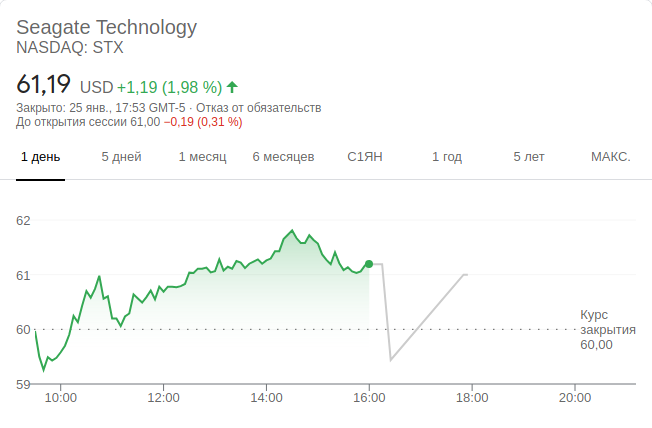 Seagate Technology
NASDAQ: STX
61,19 USD +1,19 (1,98 %)
Закрыто: 25 янв., 17:53 GMT-5 · Отказ от обязательств
До открытия сессии 61,00 −0,19 (0,31 %)
1 день 5 дней 1 месяц 6 месяцев С1ЯН 1 год 5 лет МАКС.
62
61
60
59
Курс
закрытия
60,00
10:00 12:00 14:00 16:00 18:00 20:00